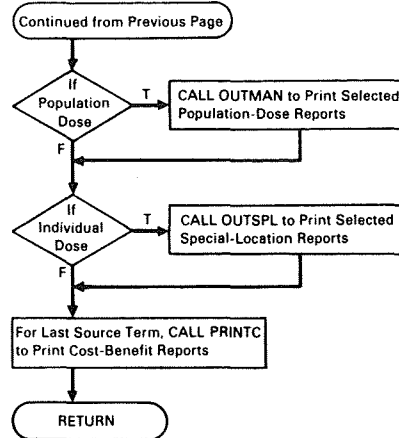 Continued from Previous Page
If
Population
Dose
T
CALL OUTMAN to Print Selected
Population-Dose Reports
F
If
Individual
Dose
T
CALL OUTSPL to Print Selected
Special-Location Reports
F
For Last Source Term, CALL PRINTC
to Print Cost-Benefit Reports
RETURN